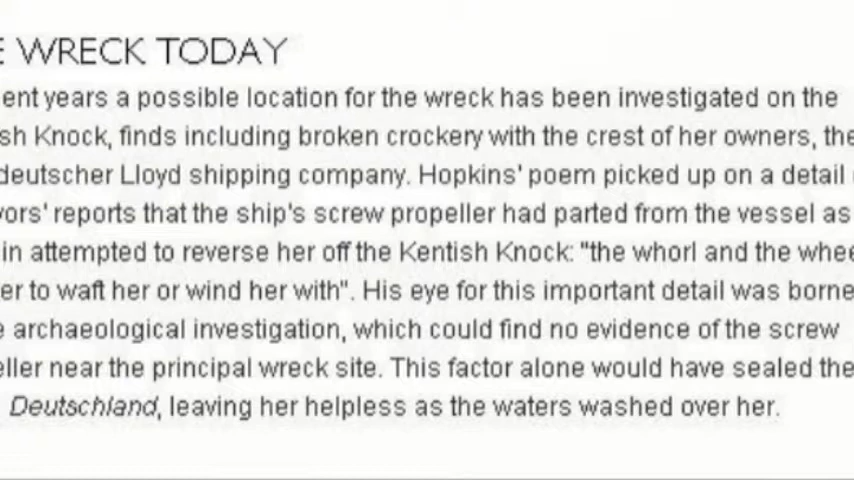 E WRECK TODAY
ent years a possible location for the wreck has been investigated on the
sh Knock, finds including broken crockery with the crest of her owners, the
deutscher Lloyd shipping company. Hopkins' poem picked up on a detail
vors' reports that the ship's screw propeller had parted from the vessel as
in attempted to reverse her off the Kentish Knock: "the whorl and the whee
er to waft her or wind her with". His eye for this important detail was borne
e archaeological investigation, which could find no evidence of the screw
eller near the principal wreck site. This factor alone would have sealed the
Deutschland, leaving her helpless as the waters washed over her.